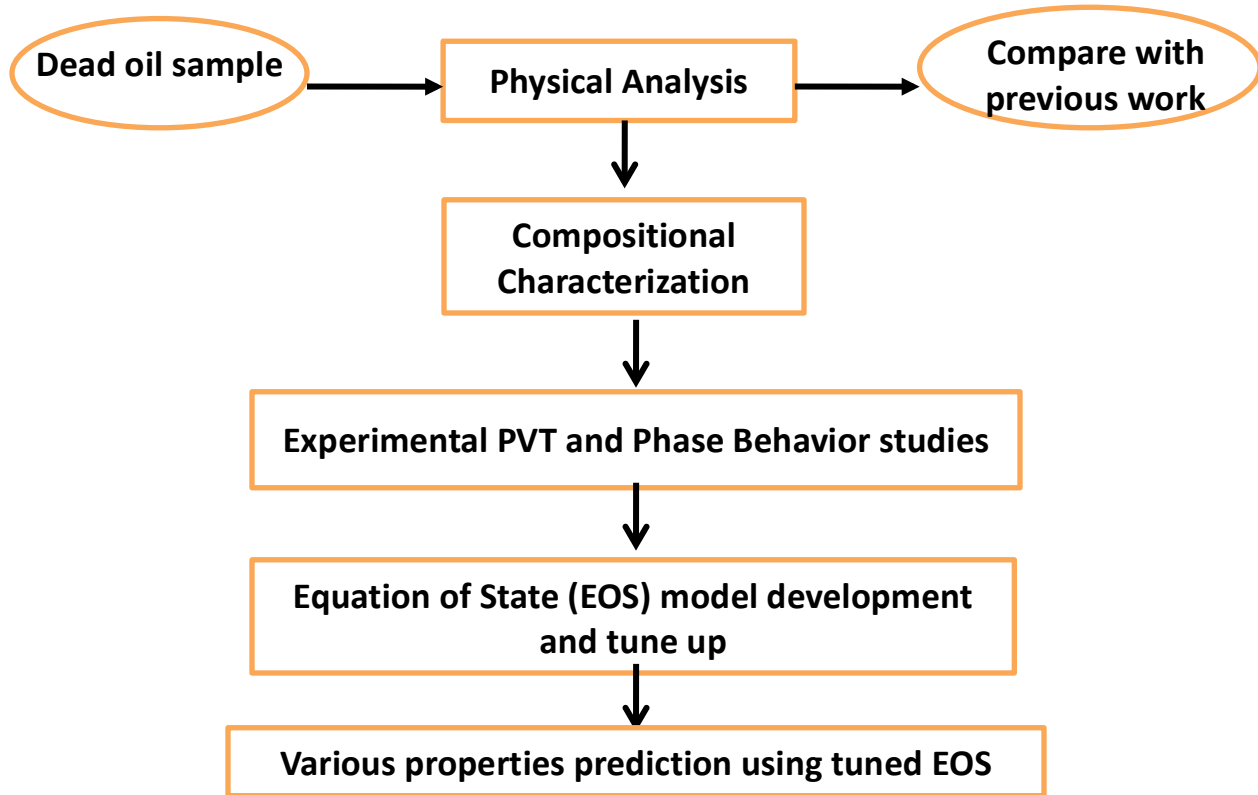 Dead oil sample
Physical Analysis
Compare with
previous work
Compositional
Characterization
Experimental PVT and Phase Behavior studies
Equation of State (EOS) model development
and tune up
Various properties prediction using tuned EOS